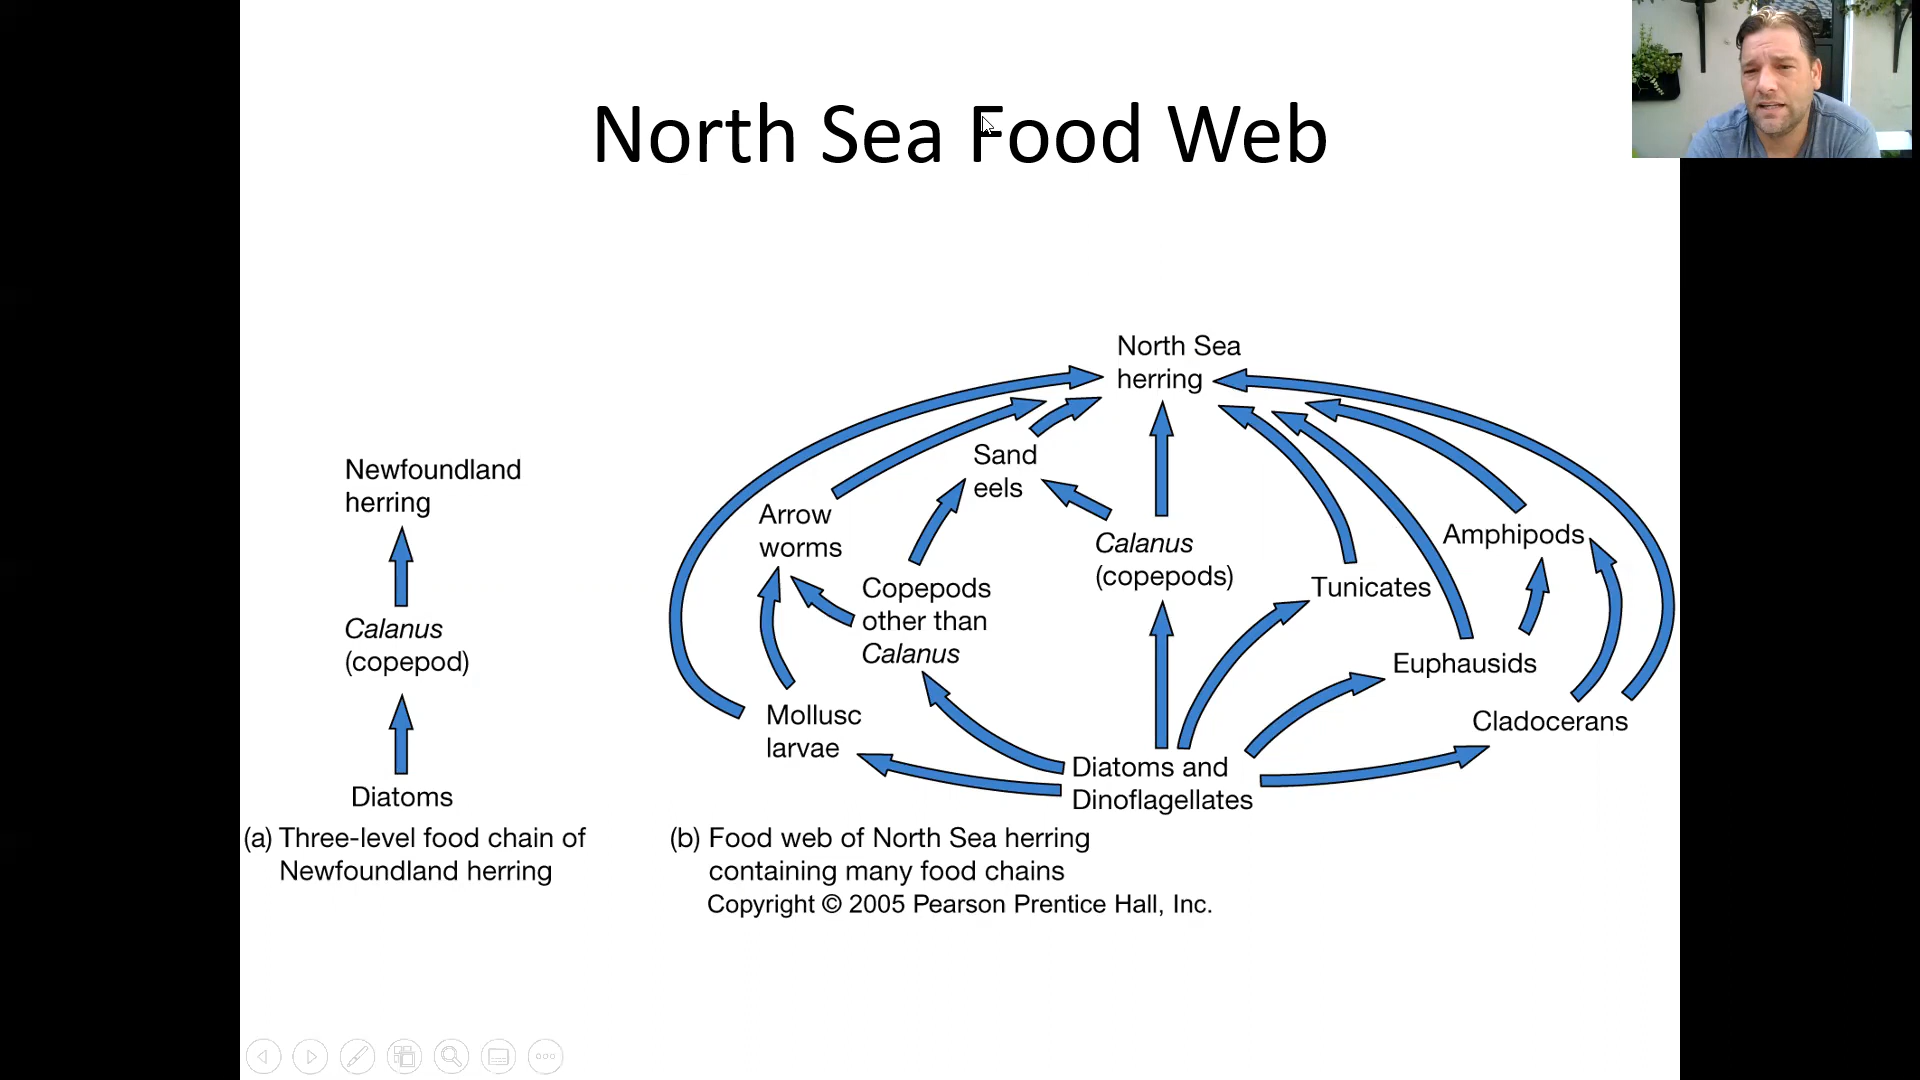 North Sea Food Web
Newfoundland
herring
Calanus
(copepod)
Diatoms
(a) Three-level food chain of
Newfoundland herring
North Sea
herring
Sand
eels
Arrow
worms
Calanus
(copepods)
Copepods
other than
Calanus
Amphipods
Tunicates
Euphausids
Mollusc
larvae
Cladocerans
Diatoms and
Dinoflagellates
(b) Food web of North Sea herring
containing many food chains
Copyright © 2005 Pearson Prentice Hall, Inc.